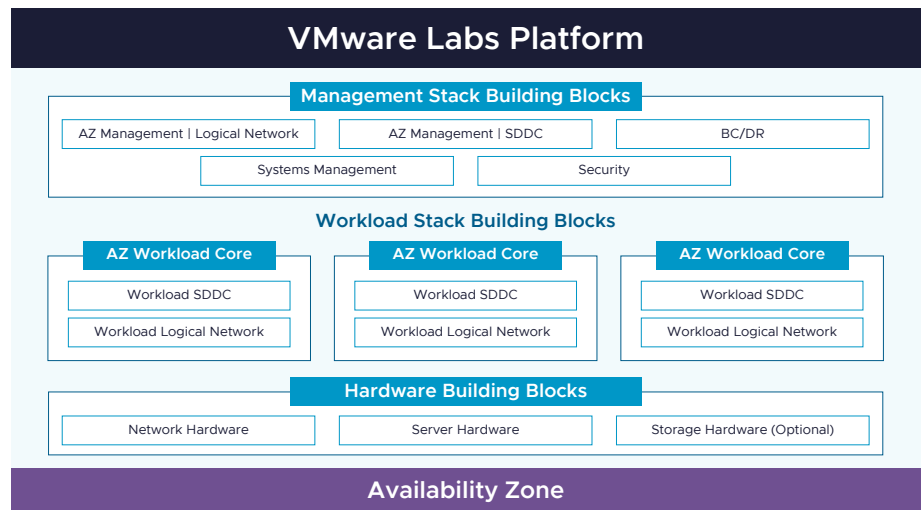 VMware Labs Platform
Management Stack Building Blocks
AZ Management | Logical Network
AZ Management | SDDC
BC/DR
Systems Management
Security
Workload Stack Building Blocks
AZ Workload Core
AZ Workload Core
AZ Workload Core
Workload SDDC
Workload SDDC
Workload SDDC
Workload Logical Network
Workload Logical Network
Workload Logical Network
Hardware Building Blocks
Network Hardware
Server Hardware
Storage Hardware (Optional)
Availability Zone